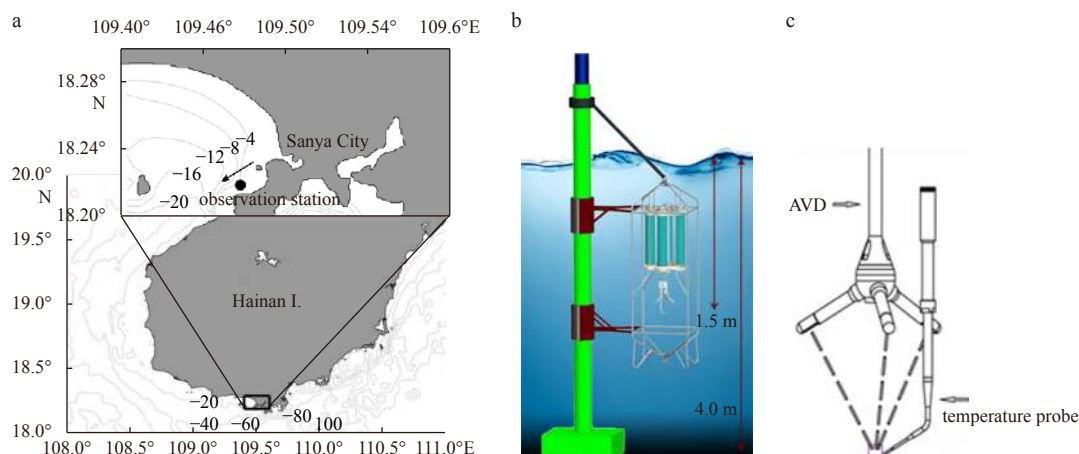 a
109.40° 109.46° 109.50° 109.54° 109.6°E
18.28°
N
18.24°
18.20°
Sanya City
−4
−8
−12
−16
−20
observation station
20.0°
N
19.5°
19.0°
18.5°
18.0°
Hainan I.
−20
−40
−60
−80
100
108.0° 108.5° 109.0° 109.5° 110.0° 110.5° 111.0°E
b
1.5 m
4.0 m
c
AVD
temperature probe